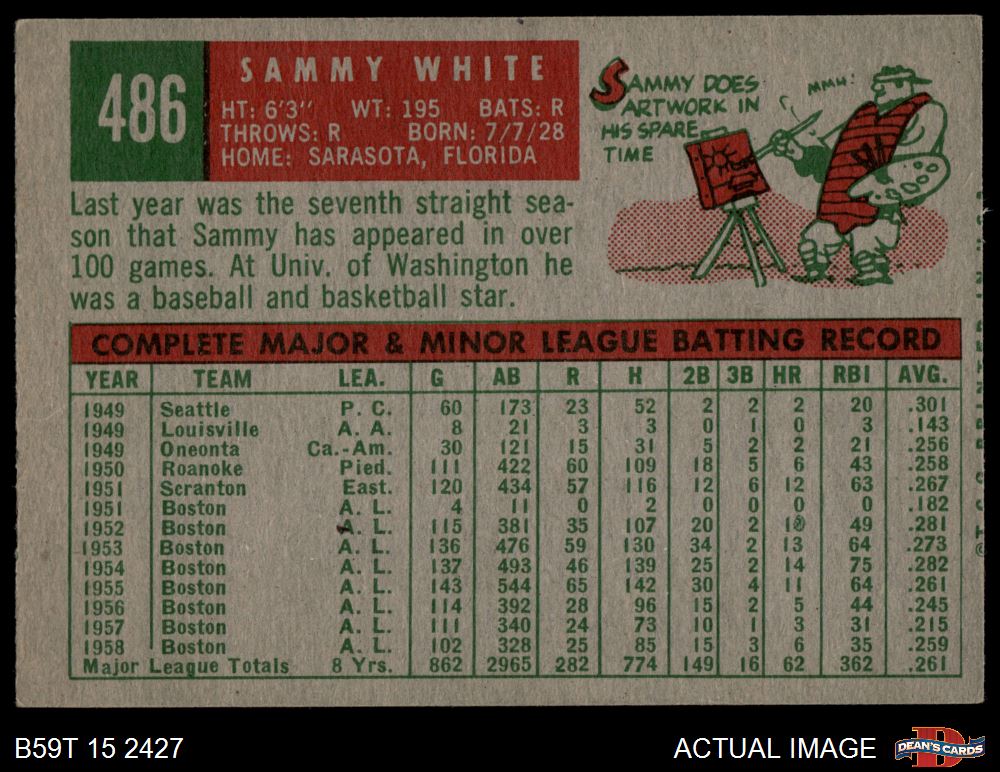 486
SAMMY WHITE
HT: 6'3" WT: 195 BATS: R
THROWS: R BORN: 7/7/28
HOME: SARASOTA, FLORIDA
SAMMY DOES
ARTWORK IN
HIS SPARE
TIME
MMH!
Last year was the seventh straight sea-
son that Sammy has appeared in over
100 games. At Univ. of Washington he
was a baseball and basketball star.
COMPLETE MAJOR & MINOR LEAGUE BATTING RECORD
YEAR TEAM LEA. G AB R H 2B 3B HR RBI AVG.
1949 Seattle P. C. 60 173 23 52 2 2 2 20 .301
1949 Louisville A. A. 8 21 3 3 0 1 0 3 .143
1949 Oneonta Ca.-Am. 30 121 15 31 5 2 2 21 .256
1950 Roanoke Pied. 111 422 60 109 18 5 6 43 .258
1951 Scranton East. 120 434 57 116 12 6 12 63 .267
1951 Boston A. L. 4 11 0 2 0 0 0 0 .182
1952 Boston A. L. 115 381 35 107 20 2 10 49 .281
1953 Boston A. L. 136 476 59 130 34 2 13 64 .273
1954 Boston A. L. 137 493 46 139 25 2 14 75 .282
1955 Boston A. L. 143 544 65 142 30 4 11 64 .261
1956 Boston A. L. 114 392 28 96 15 2 5 44 .245
1957 Boston A. L. 111 340 24 73 10 1 3 31 .215
1958 Boston A. L. 102 328 25 85 15 3 6 35 .259
Major League Totals 8 Yrs. 862 2965 282 774 149 16 62 362 .261
B59T 15 2427
ACTUAL IMAGE
DEAN'S CARDS